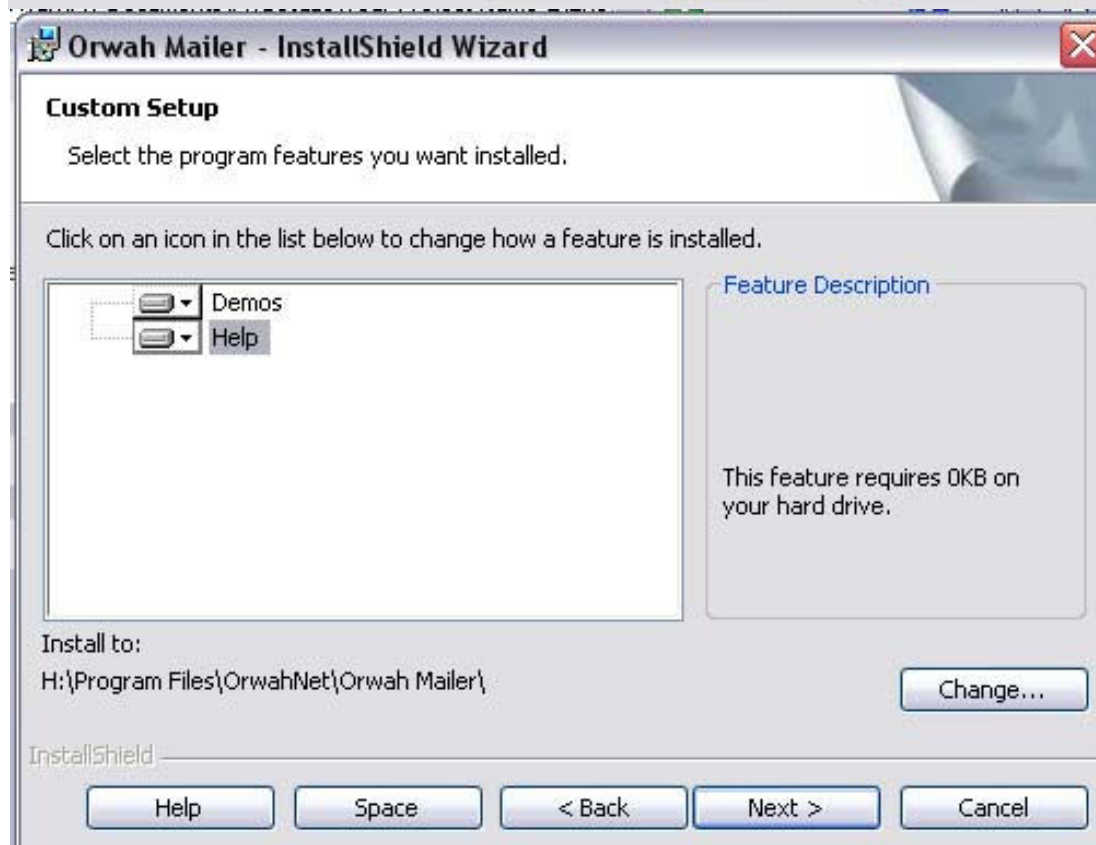 Orwah Mailer - InstallShield Wizard
Custom Setup
Select the program features you want installed.
Click on an icon in the list below to change how a feature is installed.
Demos
Help
Feature Description
This feature requires 0KB on
your hard drive.
Install to:
H:\Program Files\OrwahNet\Orwah Mailer\
Change...
InstallShield
Help
Space
< Back
Next >
Cancel